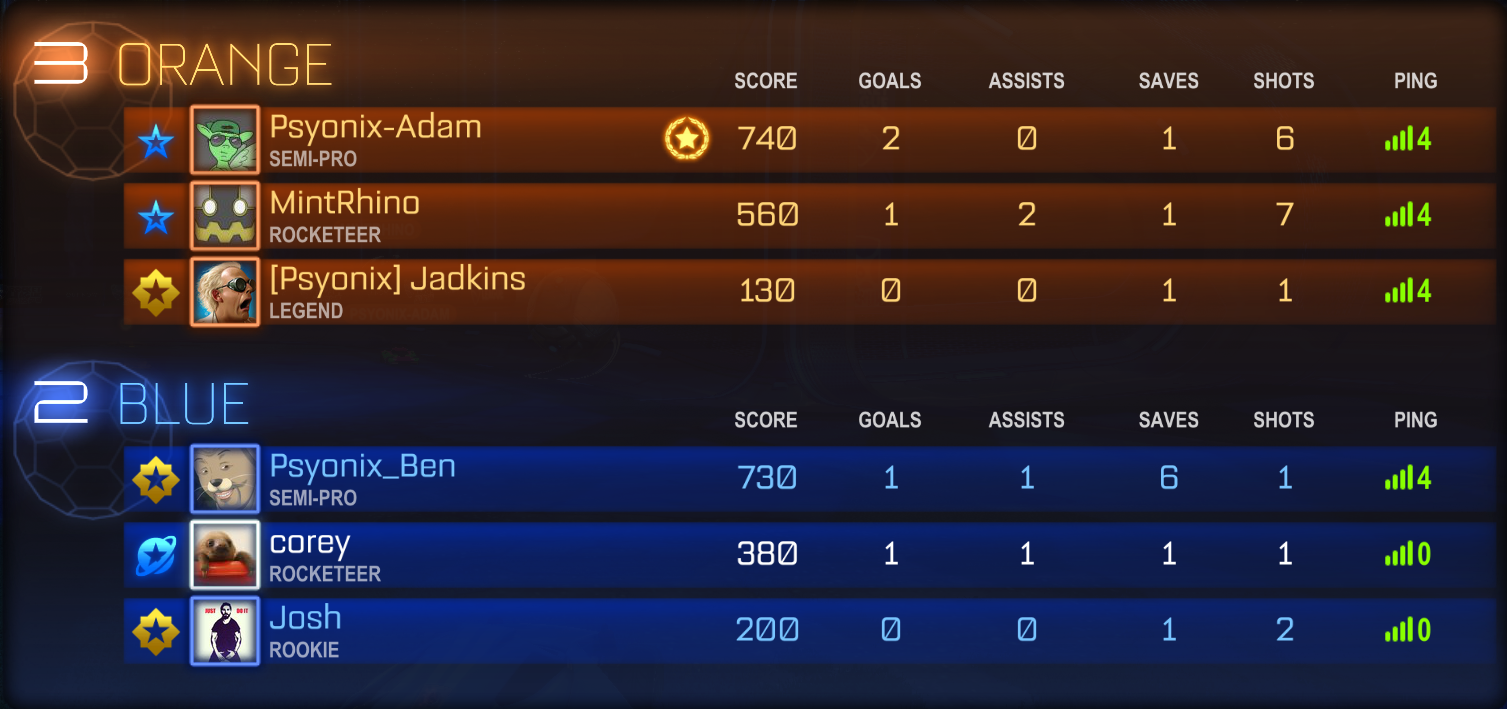 3 ORANGE
SCORE GOALS ASSISTS SAVES SHOTS PING
Psyonix-Adam 740 2 0 1 6 4
SEMI-PRO
MintRhino 560 1 2 1 7 4
ROCKETEER
[Psyonix] Jadkins 130 0 0 1 1 4
LEGEND
2 BLUE
SCORE GOALS ASSISTS SAVES SHOTS PING
Psyonix_Ben 730 1 1 6 1 4
SEMI-PRO
corey 380 1 1 1 1 0
ROCKETEER
JUST DO IT
Josh 200 0 0 1 2 0
ROOKIE